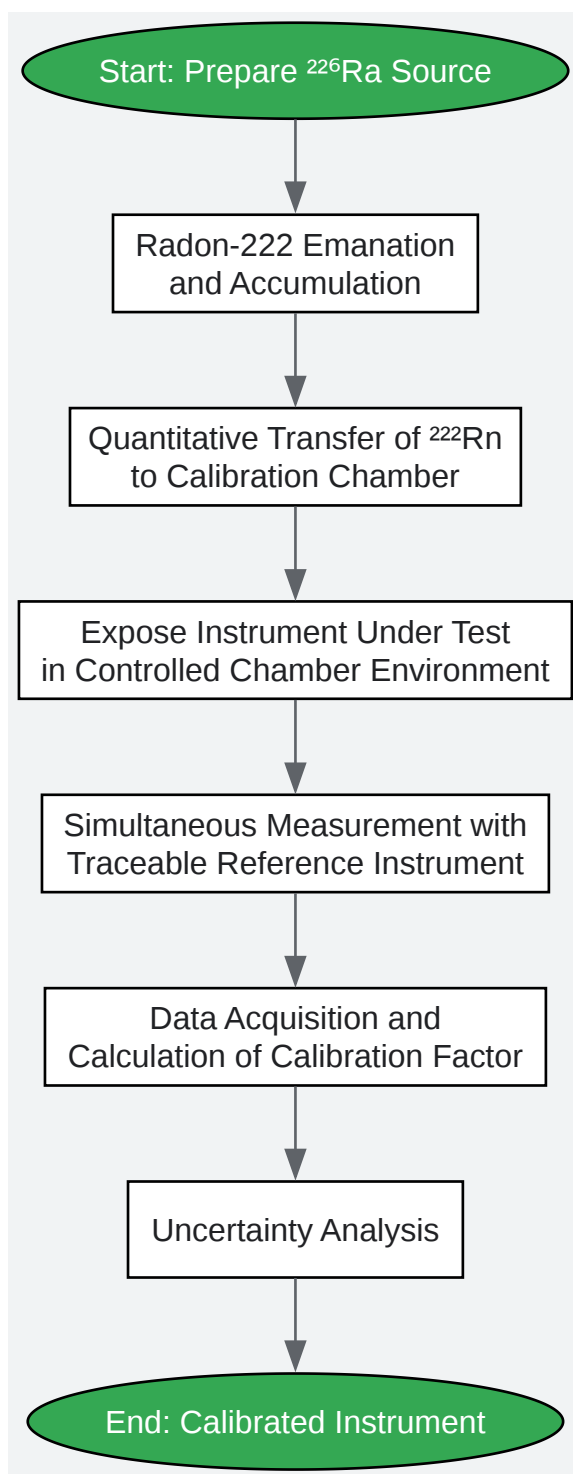 Start: Prepare ²²⁶Ra Source
Radon-222 Emanation
and Accumulation
Quantitative Transfer of ²²²Rn
to Calibration Chamber
Expose Instrument Under Test
in Controlled Chamber Environment
Simultaneous Measurement with
Traceable Reference Instrument
Data Acquisition and
Calculation of Calibration Factor
Uncertainty Analysis
End: Calibrated Instrument